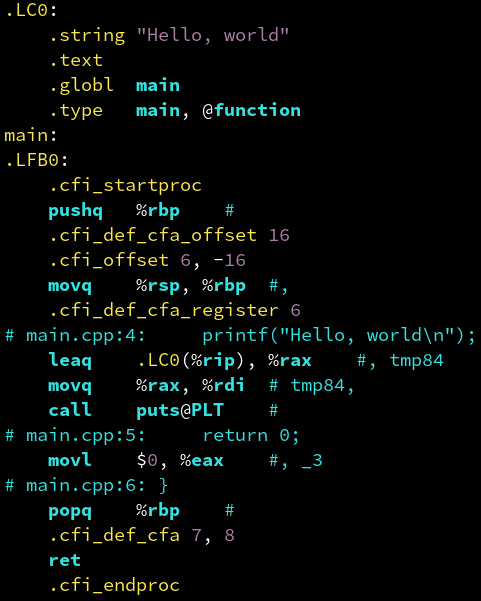 .LC0:
    .string "Hello, world"
    .text
    .globl  main
    .type   main, @function
main:
.LFB0:
    .cfi_startproc
    pushq   %rbp    #
    .cfi_def_cfa_offset 16
    .cfi_offset 6, -16
    movq    %rsp, %rbp  #,
    .cfi_def_cfa_register 6
# main.cpp:4:     printf("Hello, world\n");
    leaq    .LC0(%rip), %rax    #, tmp84
    movq    %rax, %rdi  # tmp84,
    call    puts@PLT    #
# main.cpp:5:     return 0;
    movl    $0, %eax    #, _3
# main.cpp:6: }
    popq    %rbp    #
    .cfi_def_cfa 7, 8
    ret
    .cfi_endproc